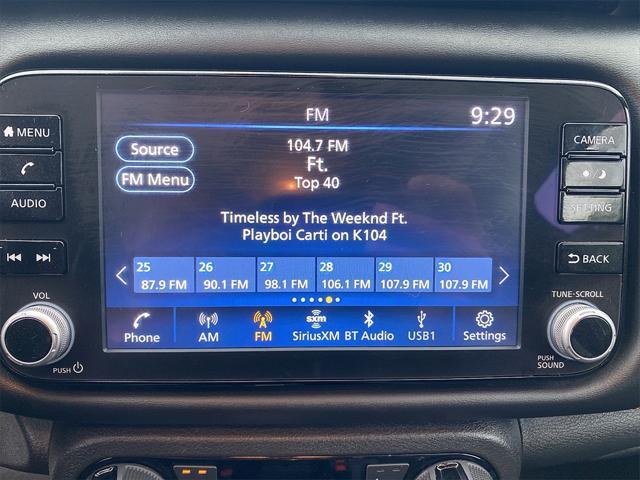 FM
9:29
MENU
CAMERA
Source
104.7 FM
Ft.
FM Menu
Top 40
AUDIO
SETTING
Timeless by The Weeknd Ft.
Playboi Carti on K104
BACK
25 26 27 28 29 30
87.9 FM 90.1 FM 98.1 FM 106.1 FM 107.9 FM 107.9 FM
VOL
TUNE-SCROLL
sxm
Phone AM FM SiriusXM BT Audio USB1 Settings
PUSH
PUSH
SOUND